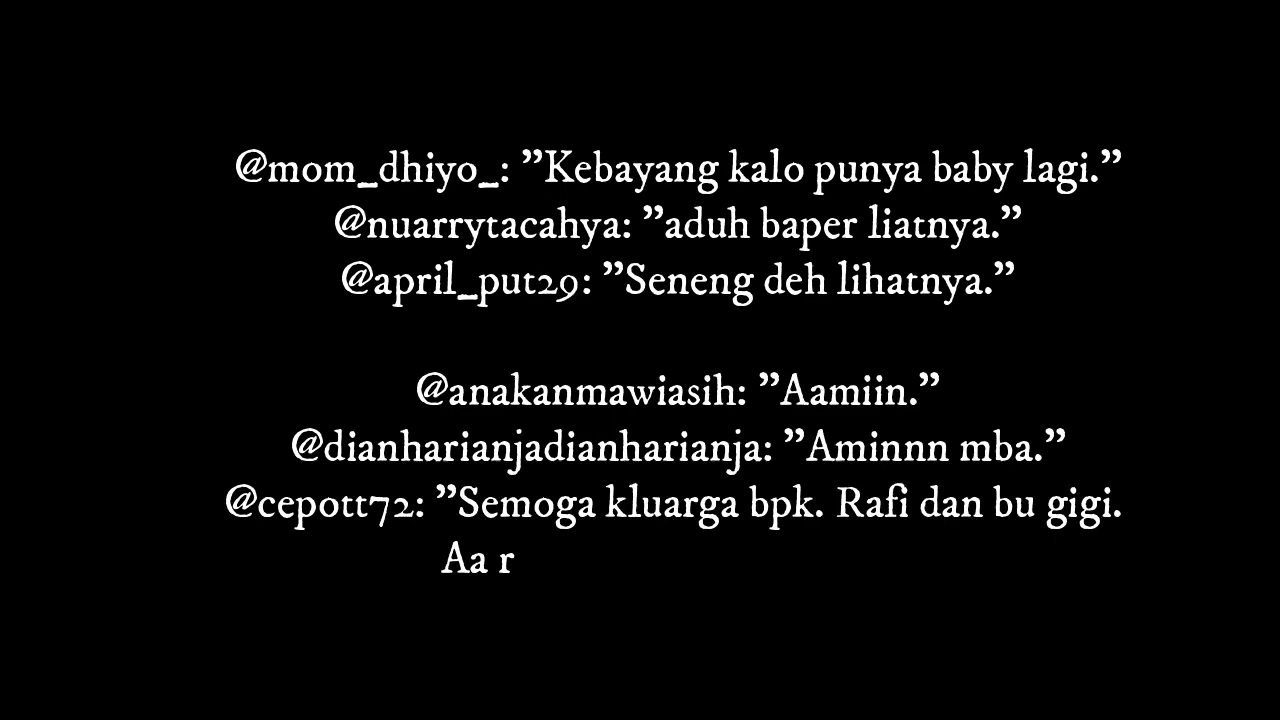 @mom_dhiyo_: ”Kebayang kalo punya baby lagi.”
@nuarrytacahya: ”aduh baper liatnya.”
@april_put29: ”Seneng deh lihatnya.”
@anakanmawiasih: ”Aamiin.”
@dianharianjadianharianja: ”Aminnn mba.”
@cepott72: ”Semoga kluarga bpk. Rafi dan bu gigi.
Aa r